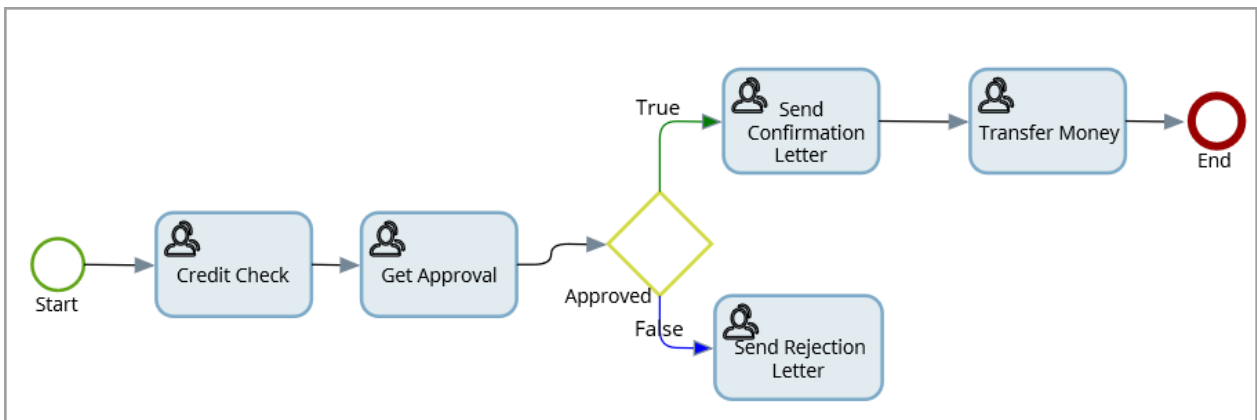 Start
Credit Check
Get Approval
Approved
True
Send
Confirmation
Letter
Transfer Money
End
False
Send Rejection
Letter